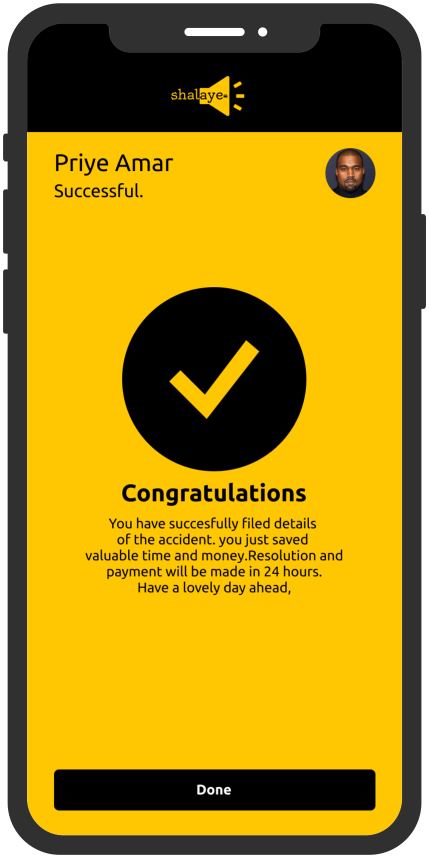 shalaye-
Priye Amar
Successful.
Congratulations
You have succesfully filed details
of the accident. you just saved
valuable time and money.Resolution and
payment will be made in 24 hours.
Have a lovely day ahead,
Done